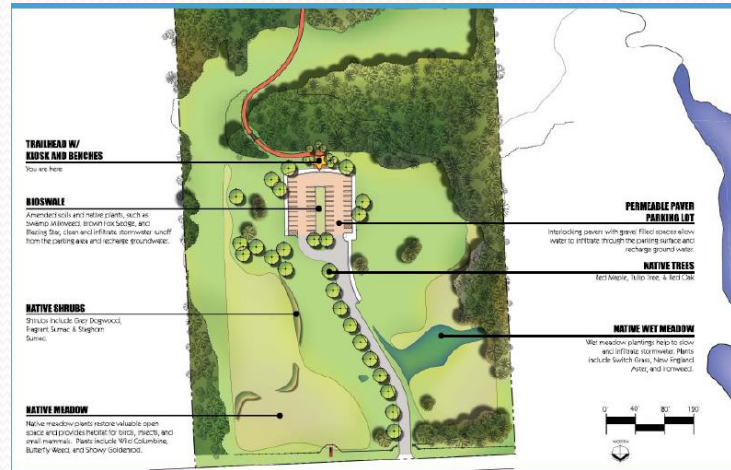 TRAILHEAD W/
KIOSK AND BENCHES
You are here
BIOSWALE
Amended soils and native plants, such as
Swamp Milkweed, Brown Fox Sedge, and
Blazing Star, clean and infiltrate stormwater runoff
from the parking area and recharge groundwater.
NATIVE SHRUBS
Shrubs include Grey Dogwood,
Fragrant Sumac & Staghorn
Sumac.
NATIVE MEADOW
Native meadow plants restore valuable open
space and provides habitat for birds, insects, and
small mammals. Plants include Wild Columbine,
Butterfly Weed, and Showy Goldenrod.
PERMEABLE PAVER
PARKING LOT
Interlocking pavers with gravel filled spaces allow
water to infiltrate through the parking surface and
recharge ground water.
NATIVE TREES
Red Maple, Tulip Tree, & Red Oak
NATIVE WET MEADOW
Wet meadow plantings help to slow
and infiltrate stormwater. Plants
include Switch Grass, New England
Aster, and Ironweed.
0' 40' 80' 160'